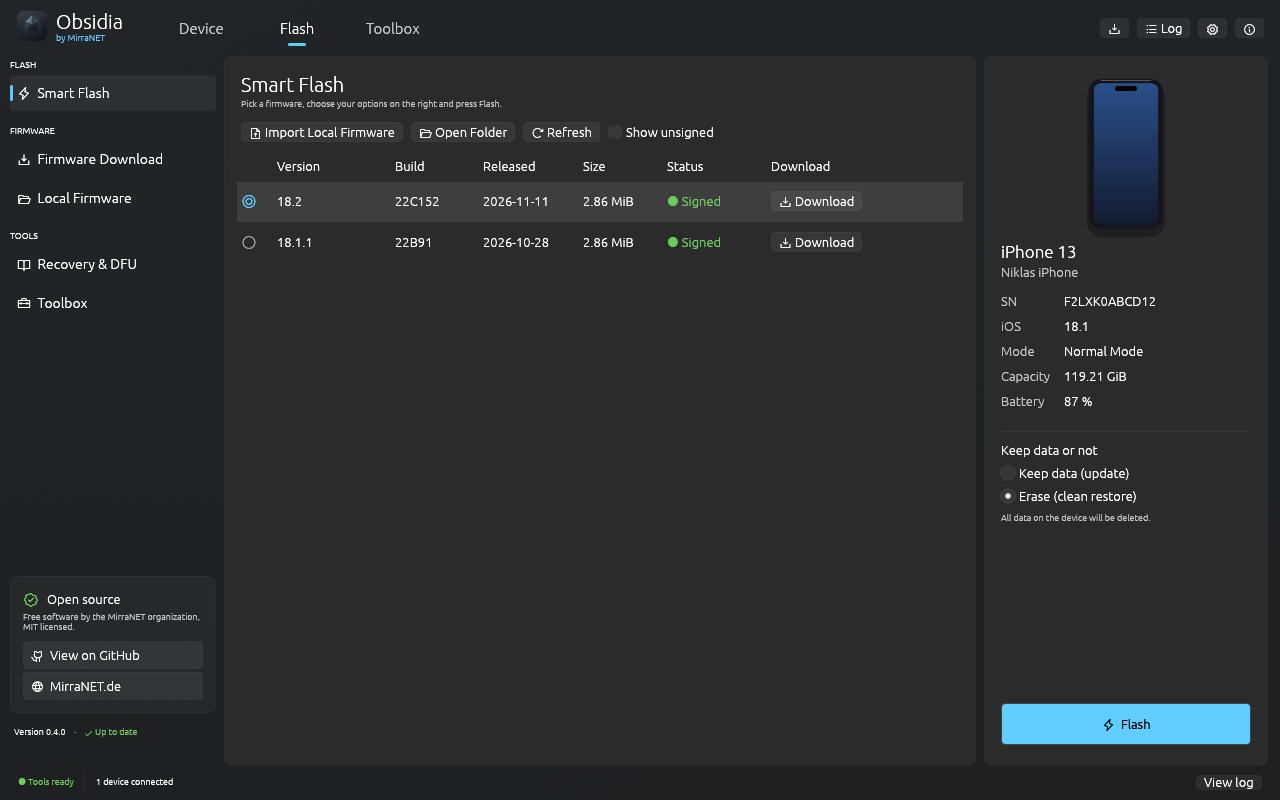 Obsidia
by MirraNET
Device
Flash
Toolbox
Log
FLASH
Smart Flash
FIRMWARE
Firmware Download
Local Firmware
TOOLS
Recovery & DFU
Toolbox
Open source
Free software by the MirraNET organization,
MIT licensed.
View on GitHub
MirraNET.de
Version 0.4.0 - Up to date
Smart Flash
Pick a firmware, choose your options on the right and press Flash.
Import Local Firmware Open Folder Refresh Show unsigned
Version Build Released Size Status Download
18.2 22C152 2026-11-11 2.86 MiB Signed Download
18.1.1 22B91 2026-10-28 2.86 MiB Signed Download
iPhone 13
Niklas iPhone
SN F2LXK0ABCD12
iOS 18.1
Mode Normal Mode
Capacity 119.21 GiB
Battery 87 %
Keep data or not
Keep data (update)
Erase (clean restore)
All data on the device will be deleted.
Flash
Tools ready
1 device connected
View log